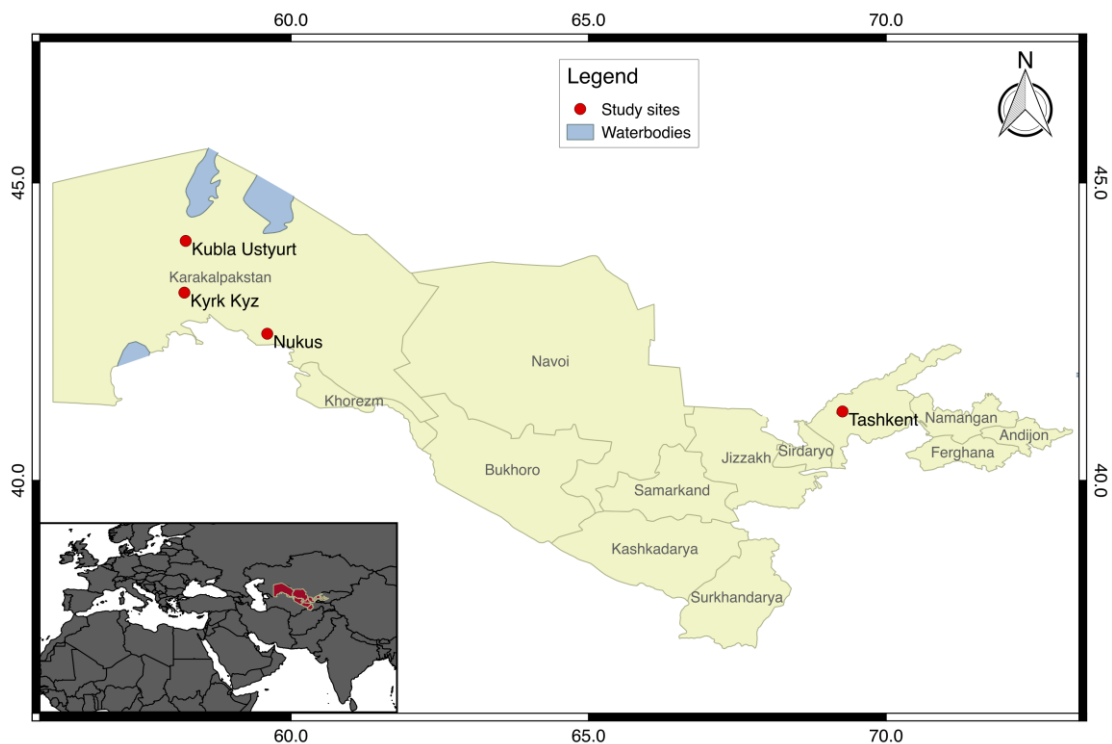 60.0
65.0
70.0
N
Legend
Study sites
Waterbodies
45.0
45.0
Kubla Ustyurt
Karakalpakstan
Kyrk Kyz
Nukus
Navoi
Khorezm
Tashkent
Namangan
Andijon
Ferghana
Sirdaryo
Jizzakh
Bukhoro
Samarkand
40.0
40.0
Kashkadarya
Surkhandarya
60.0
65.0
70.0